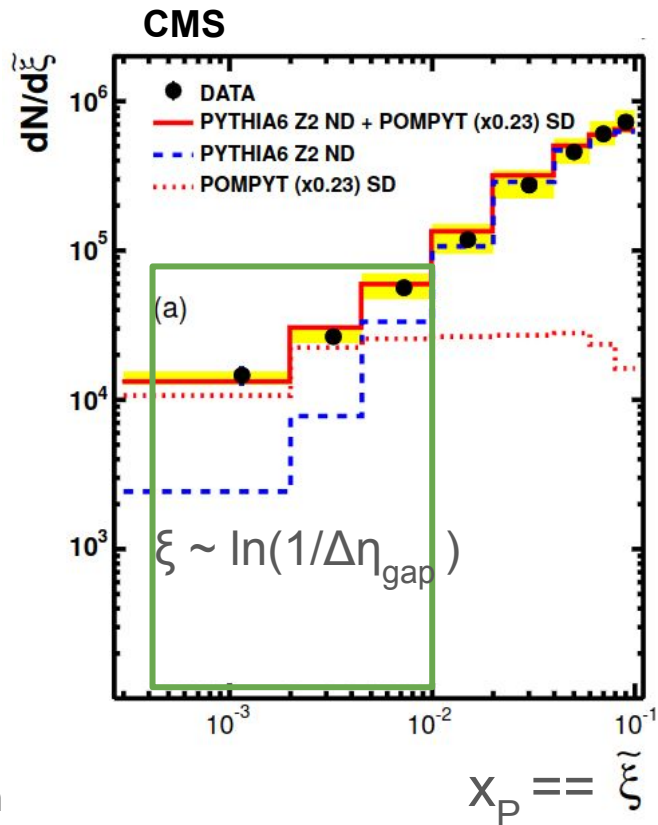 CMS
dN/dξ̃
10⁶
10⁵
10⁴
10³
DATA
PYTHIA6 Z2 ND + POMPYT (x0.23) SD
PYTHIA6 Z2 ND
POMPYT (x0.23) SD
(a)
ξ ~ ln(1/Δη_gap )
10⁻³ 10⁻² 10⁻¹
x_P == ξ̃